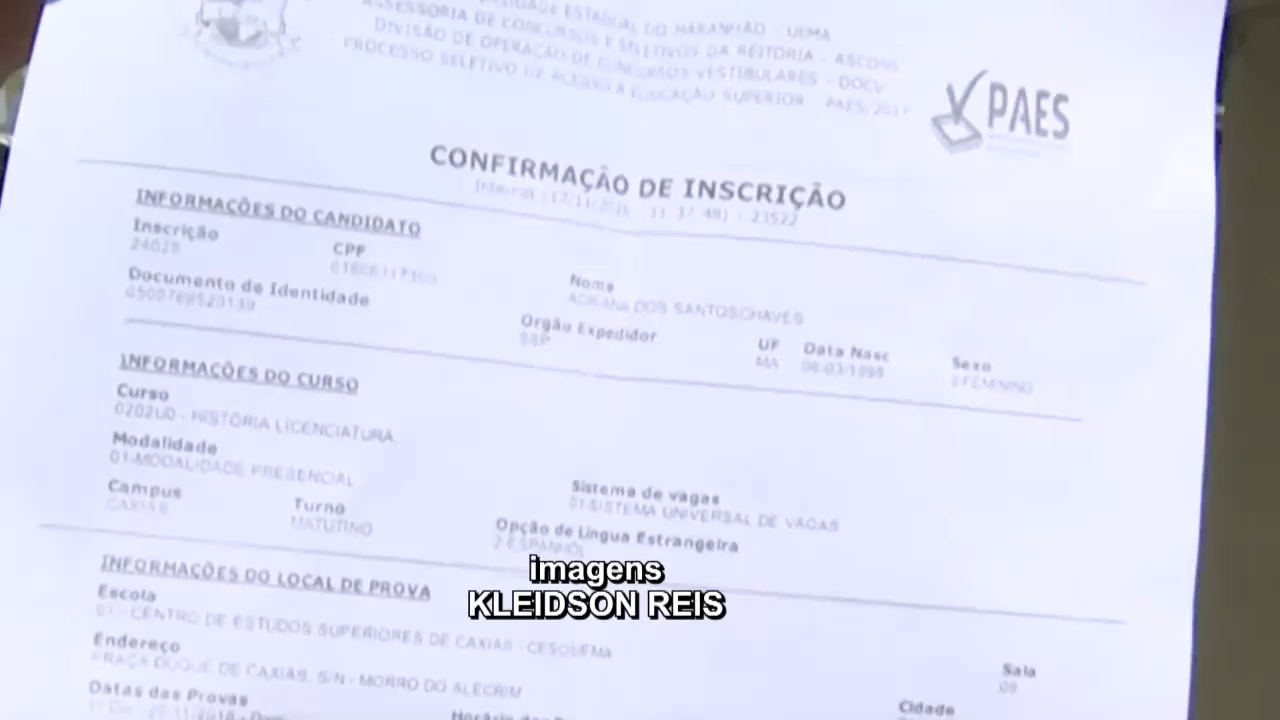 ESTADUAL DO MARANHÃO - UEMA
ASSESSORIA DE CONCURSOS E SELETIVOS DA REITORIA - ASCONS
DIVISÃO DE OPERAÇÃO DE CONCURSOS VESTIBULARES - DOCV
PROCESSO SELETIVO DE ACESSO À EDUCAÇÃO SUPERIOR - PAES/2017
PAES
CONFIRMAÇÃO DE INSCRIÇÃO
INFORMAÇÕES DO CANDIDATO
Inscrição
CPF
Nome
ADRIANA DOS SANTOS CHAVES
Documento de Identidade
Orgão Expedidor
UF
Data Nasc
Sexo
SSP
MA
2-FEMININO
INFORMAÇÕES DO CURSO
Curso
0202U0 - HISTÓRIA LICENCIATURA
Modalidade
01-MODALIDADE PRESENCIAL
Sistema de vagas
01-SISTEMA UNIVERSAL DE VAGAS
Campus
Turno
Opção de Língua Estrangeira
CAXIAS
MATUTINO
2-ESPANHOL
imagens
KLEIDSON REIS
INFORMAÇÕES DO LOCAL DE PROVA
Escola
01 - CENTRO DE ESTUDOS SUPERIORES DE CAXIAS - CESC/UEMA
Sala
09
Endereço
PRAÇA DUQUE DE CAXIAS, S/N - MORRO DO ALECRIM
Cidade
Datas das Provas